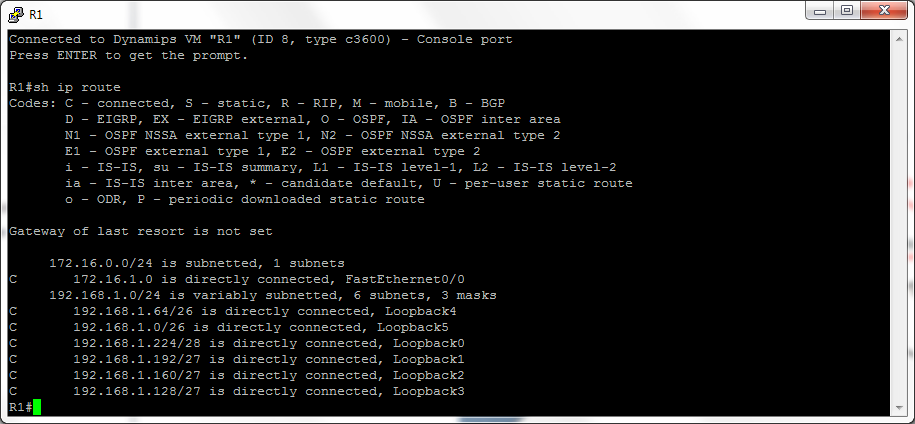 R1
Connected to Dynamips VM "R1" (ID 8, type c3600) - Console port
Press ENTER to get the prompt.
R1#sh ip route
Codes: C - connected, S - static, R - RIP, M - mobile, B - BGP
D - EIGRP, EX - EIGRP external, O - OSPF, IA - OSPF inter area
N1 - OSPF NSSA external type 1, N2 - OSPF NSSA external type 2
E1 - OSPF external type 1, E2 - OSPF external type 2
i - IS-IS, su - IS-IS summary, L1 - IS-IS level-1, L2 - IS-IS level-2
ia - IS-IS inter area, * - candidate default, U - per-user static route
o - ODR, P - periodic downloaded static route
Gateway of last resort is not set
172.16.0.0/24 is subnetted, 1 subnets
C 172.16.1.0 is directly connected, FastEthernet0/0
192.168.1.0/24 is variably subnetted, 6 subnets, 3 masks
C 192.168.1.64/26 is directly connected, Loopback4
C 192.168.1.0/26 is directly connected, Loopback5
C 192.168.1.224/28 is directly connected, Loopback0
C 192.168.1.192/27 is directly connected, Loopback1
C 192.168.1.160/27 is directly connected, Loopback2
C 192.168.1.128/27 is directly connected, Loopback3
R1#